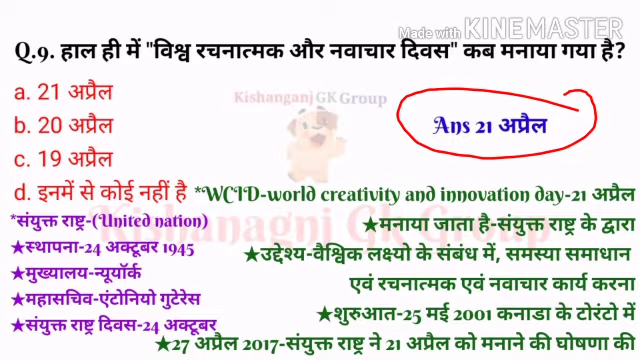 Made with KINEMASTER
Q.9. हाल ही में "विश्व रचनात्मक और नवाचार दिवस" कब मनाया गया है?
a. 21 अप्रैल
b. 20 अप्रैल
c. 19 अप्रैल
d. इनमें से कोई नहीं है
Kishanganj GK Group
Ans 21 अप्रैल
*WCID-world creativity and innovation day-21 अप्रैल
★मनाया जाता है-संयुक्त राष्ट्र के द्वारा
★उद्देश्य-वैश्विक लक्ष्यो के संबंध में, समस्या समाधान
एवं रचनात्मक एवं नवाचार कार्य करना
★शुरुआत-25 मई 2001 कनाडा के टोरंटो में
★27 अप्रैल 2017-संयुक्त राष्ट्र ने 21 अप्रैल को मनाने की घोषणा की
*संयुक्त राष्ट्र-(United nation)
★स्थापना-24 अक्टूबर 1945
★मुख्यालय-न्यूयॉर्क
★महासचिव-एंटोनियो गुटेरेस
★संयुक्त राष्ट्र दिवस-24 अक्टूबर
Kishanagnj GK Group